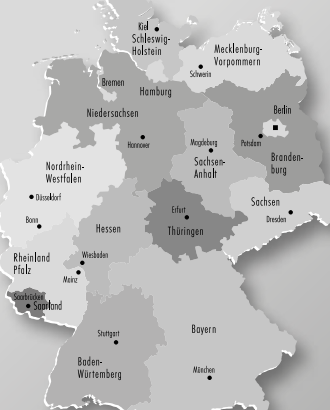 Kiel
Schleswig-
Holstein
Mecklenburg-
Vorpommern
Schwerin
Bremen
Hamburg
Niedersachsen
Berlin
Hannover
Magdeburg
Potsdam
Sachsen-
Anhalt
Branden-
burg
Nordrhein-
Westfalen
Düsseldorf
Bonn
Erfurt
Thüringen
Sachsen
Dresden
Hessen
Rheinland
Pfalz
Wiesbaden
Mainz
Saarbrücken
Saarland
Stuttgart
Bayern
Baden-
Würtemberg
München